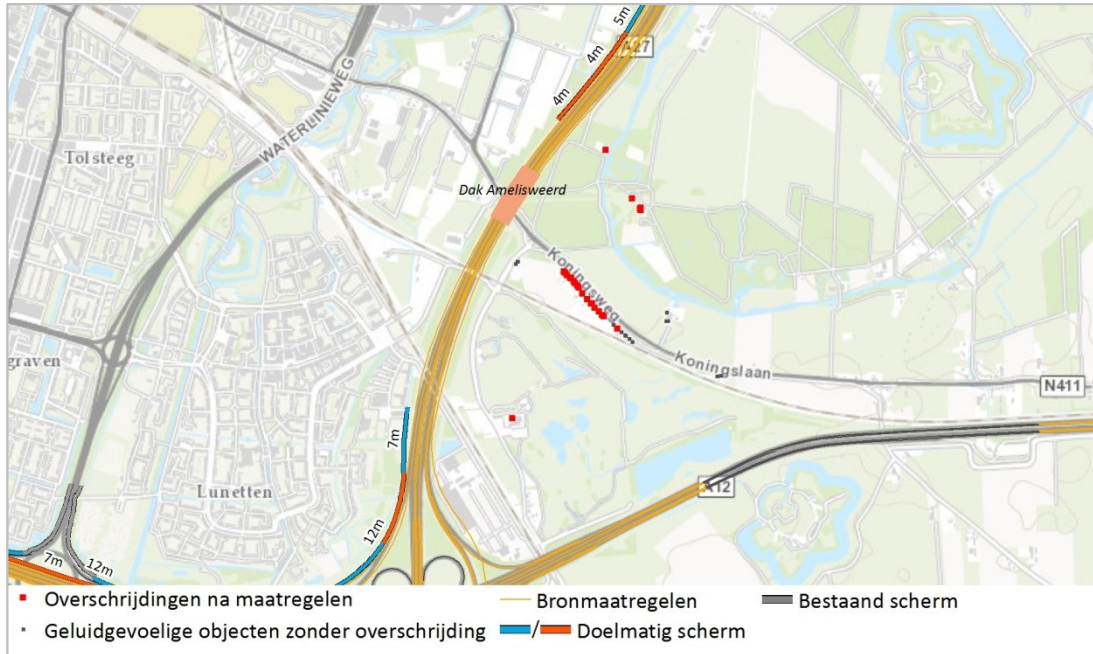 5m
A27
4m
4m
WATERLINIEWEG
Tolsteeg
Dak Amelisweerd
Koningsweg
graven
Koningslaan
N411
7m
Lunetten
A12
12m
7m
12m
Overschrijdingen na maatregelen
Bronmaatregelen
Bestaand scherm
Geluidgevoelige objecten zonder overschrijding
/
Doelmatig scherm